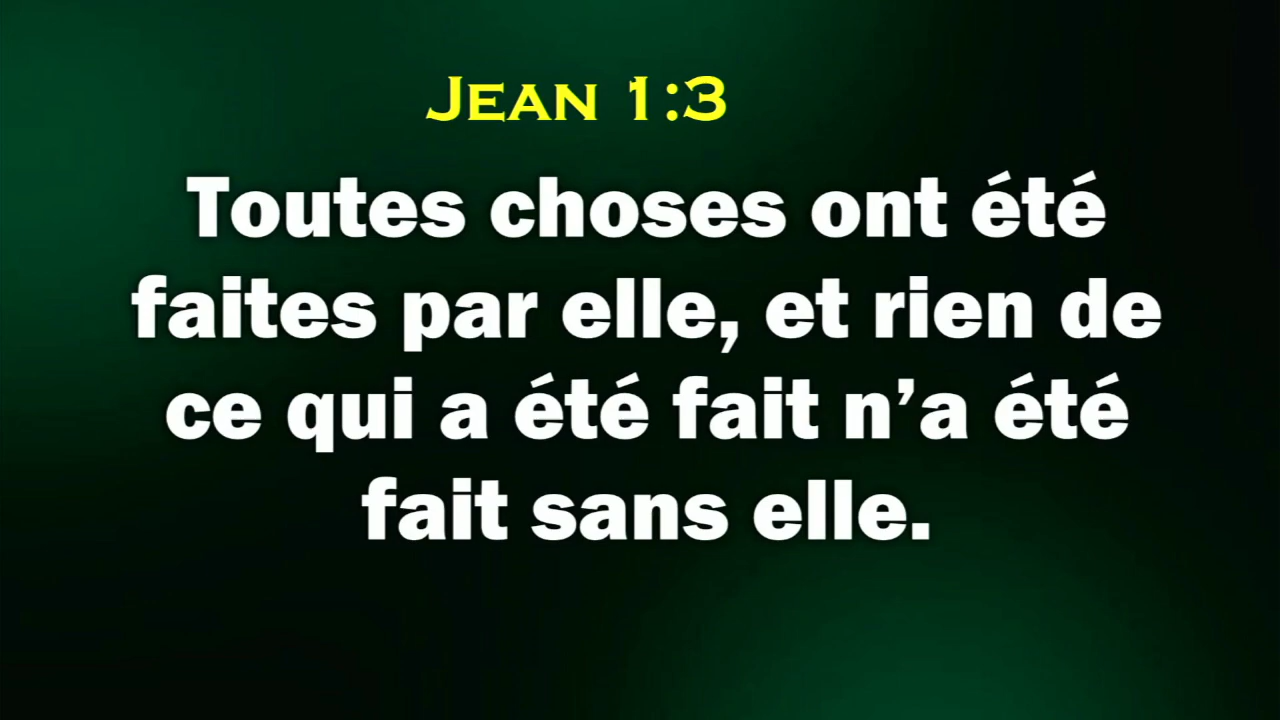 Jean 1:3
Toutes choses ont été
faites par elle, et rien de
ce qui a été fait n’a été
fait sans elle.